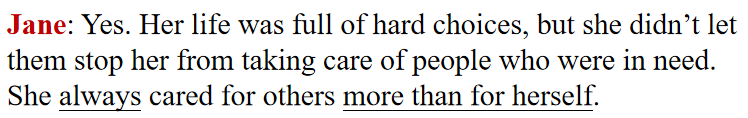 Jane: Yes. Her life was full of hard choices, but she didn’t let
them stop her from taking care of people who were in need.
She always cared for others more than for herself.